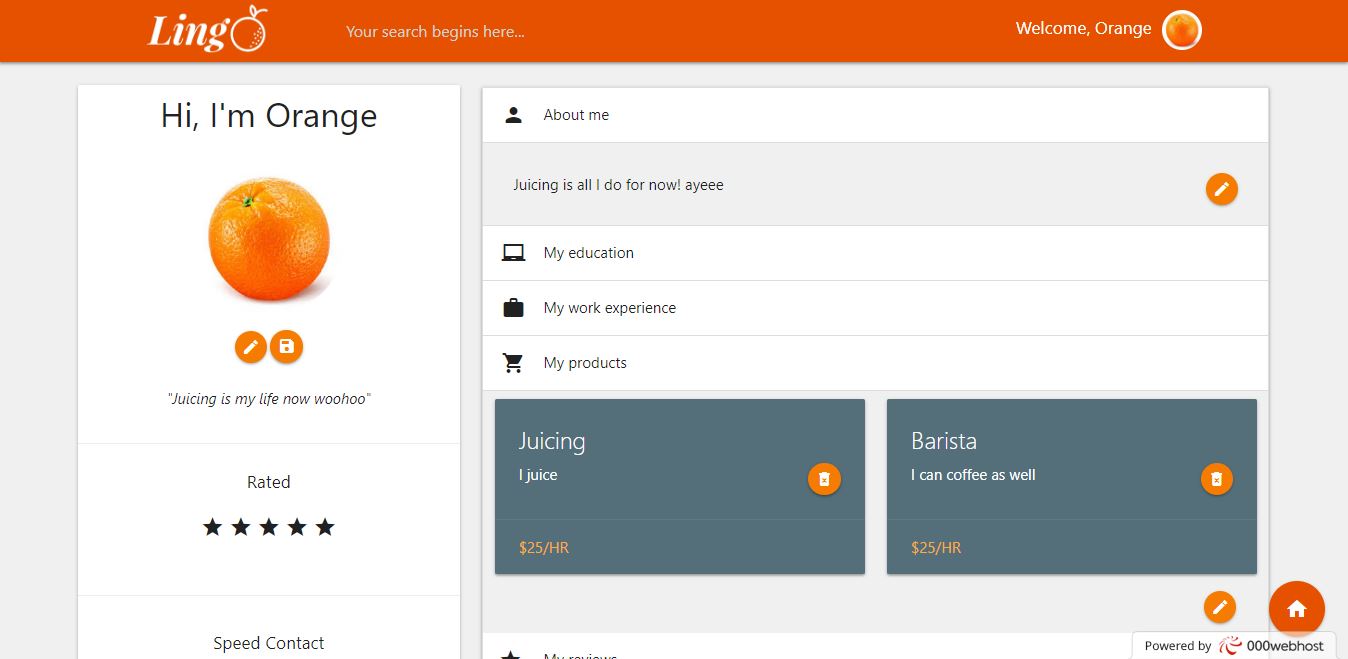 Lingo
Your search begins here...
Welcome, Orange
Hi, I'm Orange
"Juicing is my life now woohoo"
Rated
Speed Contact
About me
Juicing is all I do for now! ayeee
My education
My work experience
My products
Juicing
I juice
$25/HR
Barista
I can coffee as well
$25/HR
My reviews
Powered by 000webhost